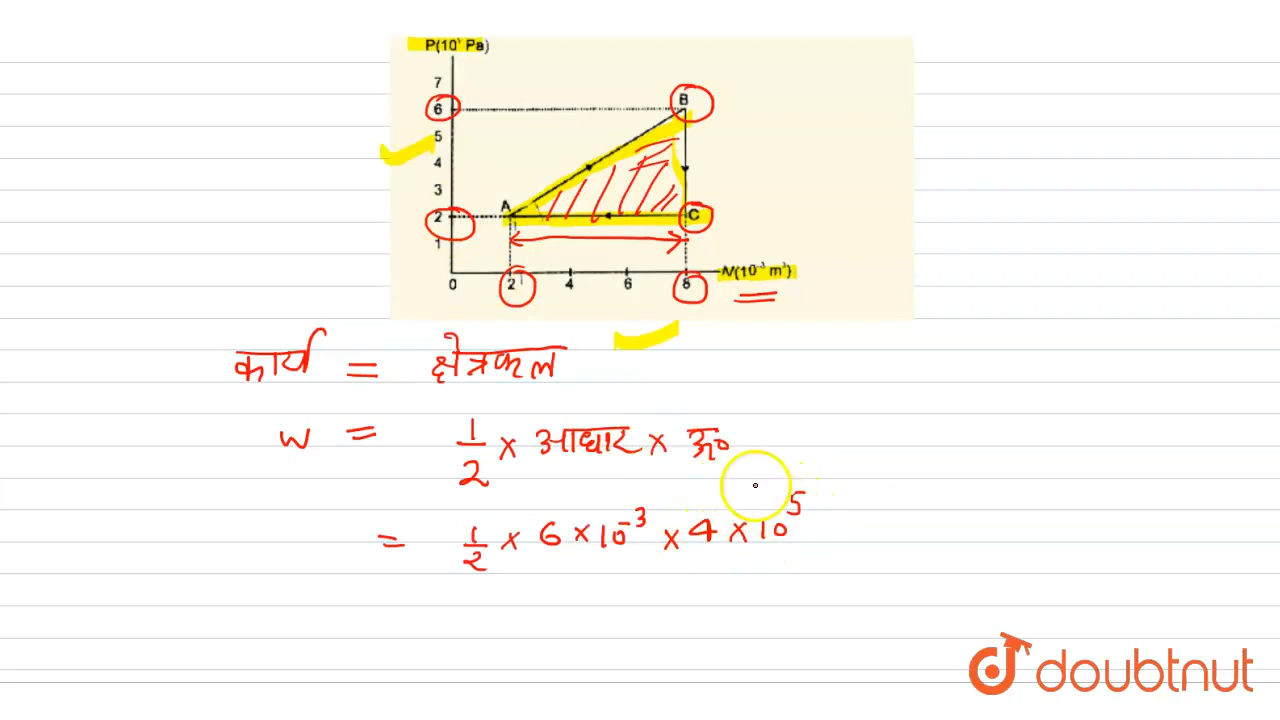 P(10⁵ Pa)
7
6
B
5
4
3
A
2
C
1
V(10⁻³ m³)
0 2 4 6 8
कार्य = क्षेत्रफल
W = 1/2 × आधार × ऊ०
= 1/2 × 6 × 10⁻³ × 4 × 10⁵
doubtnut